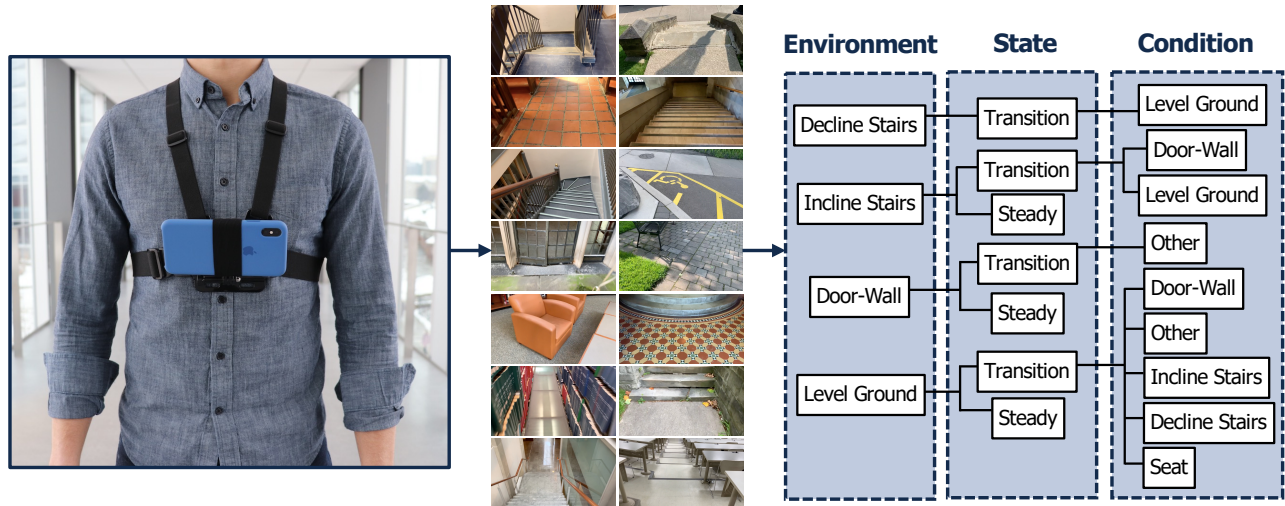 Environment
State
Condition
Decline Stairs
Transition
Level Ground
Incline Stairs
Transition
Door-Wall
Level Ground
Steady
Door-Wall
Transition
Other
Steady
Level Ground
Transition
Door-Wall
Other
Incline Stairs
Decline Stairs
Seat
Steady